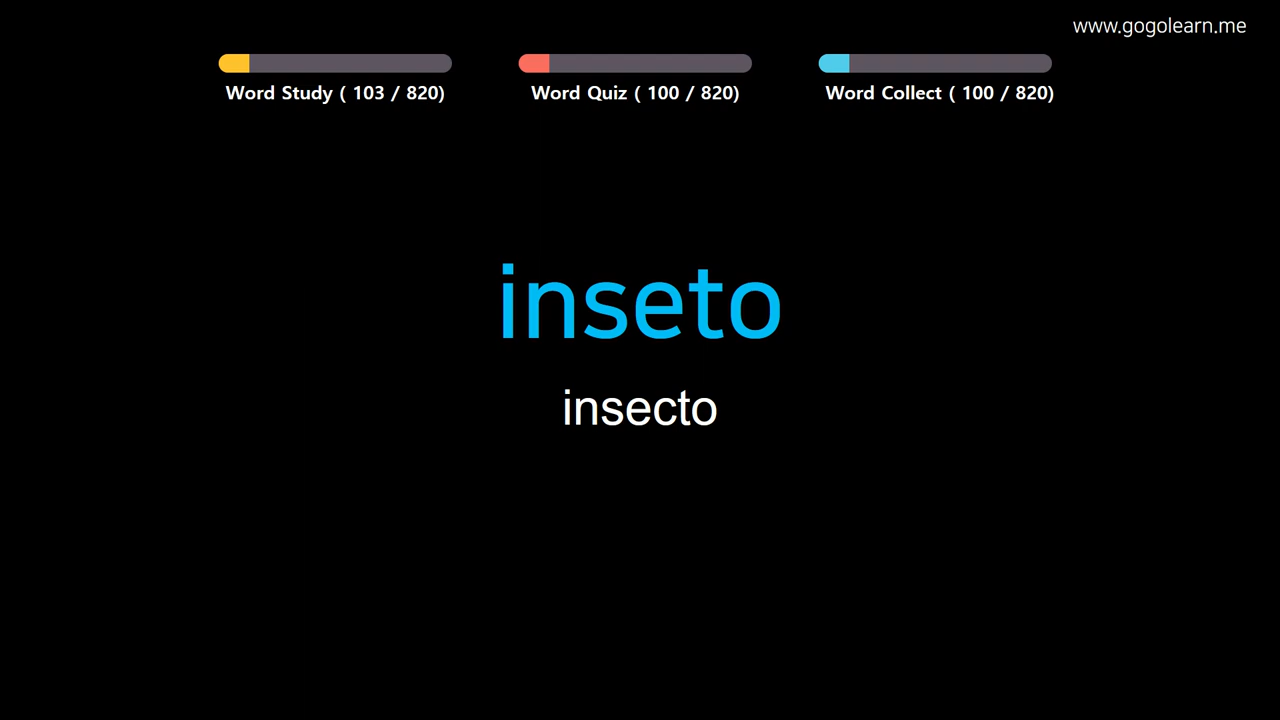 www.gogolearn.me
Word Study ( 103 / 820)
Word Quiz ( 100 / 820)
Word Collect ( 100 / 820)
inseto
insecto